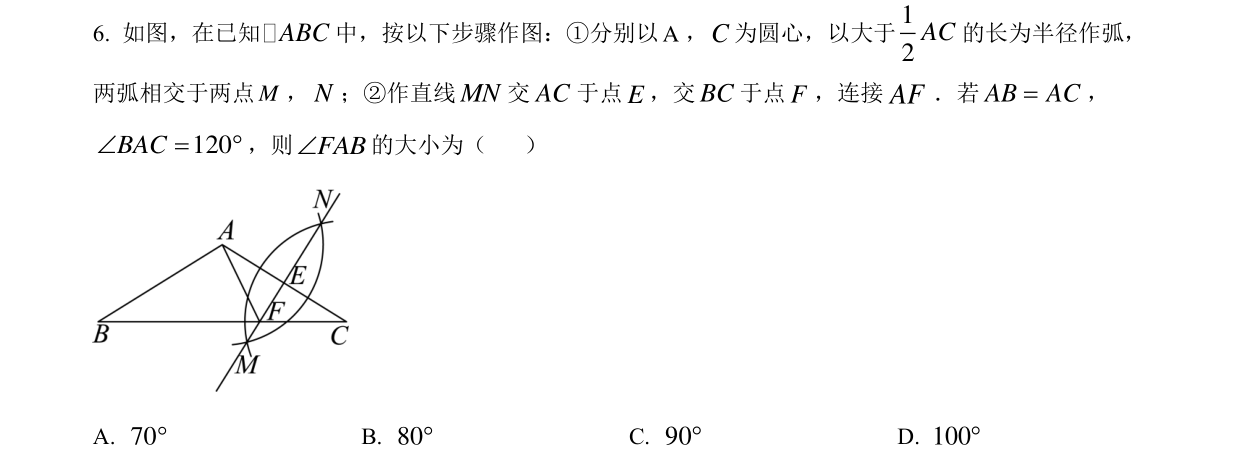 6. 如图，在已知□ABC 中，按以下步骤作图：①分别以 A ， C 为圆心，以大于 \frac{1}{2} AC 的长为半径作弧，
两弧相交于两点 M ， N ；②作直线 MN 交 AC 于点 E ，交 BC 于点 F ，连接 AF ．若 AB = AC ，
∠BAC = 120° ，则 ∠FAB 的大小为（  ）
N
A
E
F
B
C
M
A. 70° B. 80° C. 90° D. 100°